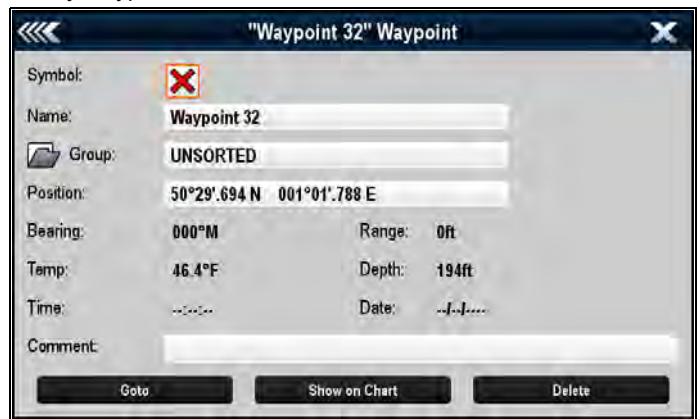 "Waypoint 32" Waypoint
Symbol:
Name: Waypoint 32
Group: UNSORTED
Position: 50°29'.694 N 001°01'.788 E
Bearing: 000°M Range: 0ft
Temp: 46.4°F Depth: 194ft
Time: --:--:-- Date: --/--/----
Comment:
Goto Show on Chart Delete